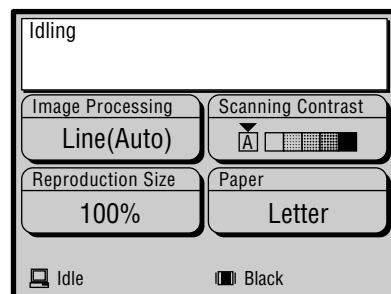 Idling
Image Processing
Line(Auto)
Scanning Contrast
A
Reproduction Size
100%
Paper
Letter
Idle
Black